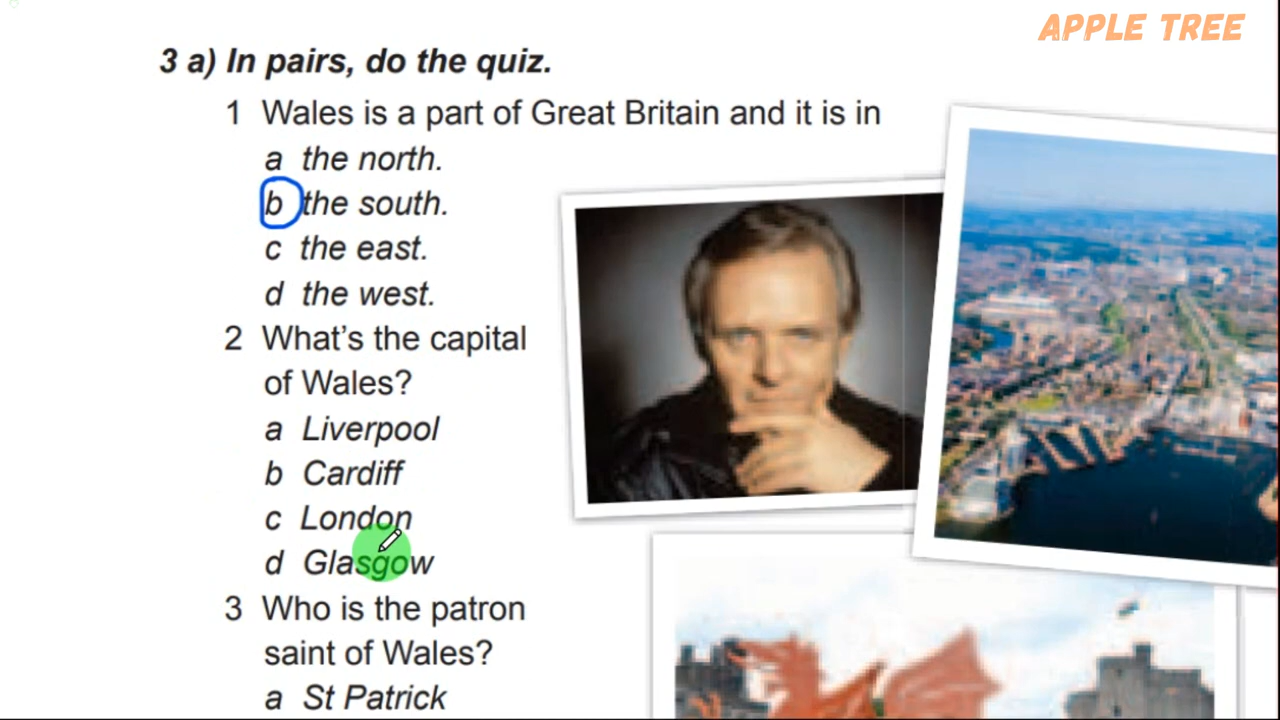 APPLE TREE
3 a) In pairs, do the quiz.
1 Wales is a part of Great Britain and it is in
a the north.
b the south.
c the east.
d the west.
2 What’s the capital
of Wales?
a Liverpool
b Cardiff
c London
d Glasgow
3 Who is the patron
saint of Wales?
a St Patrick